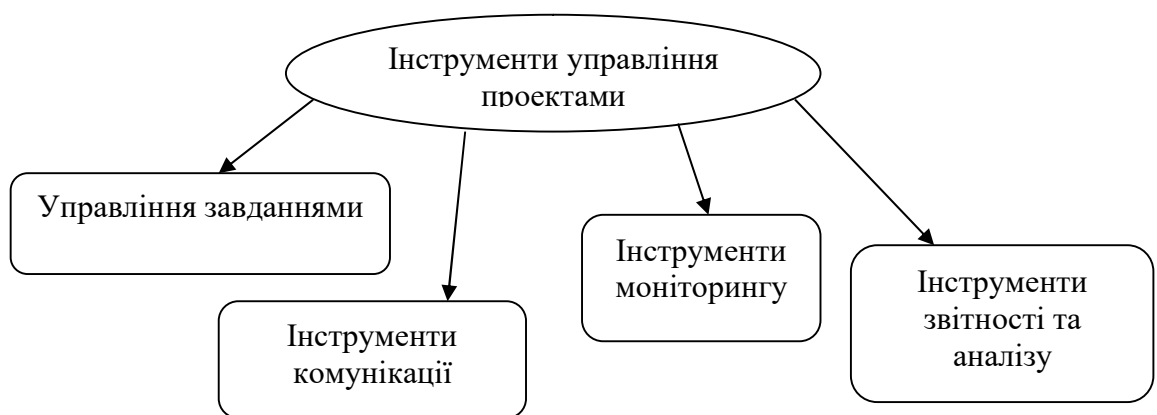 Інструменти управління
проектами
Управління завданнями
Інструменти
комунікації
Інструменти
моніторингу
Інструменти
звітності та
аналізу